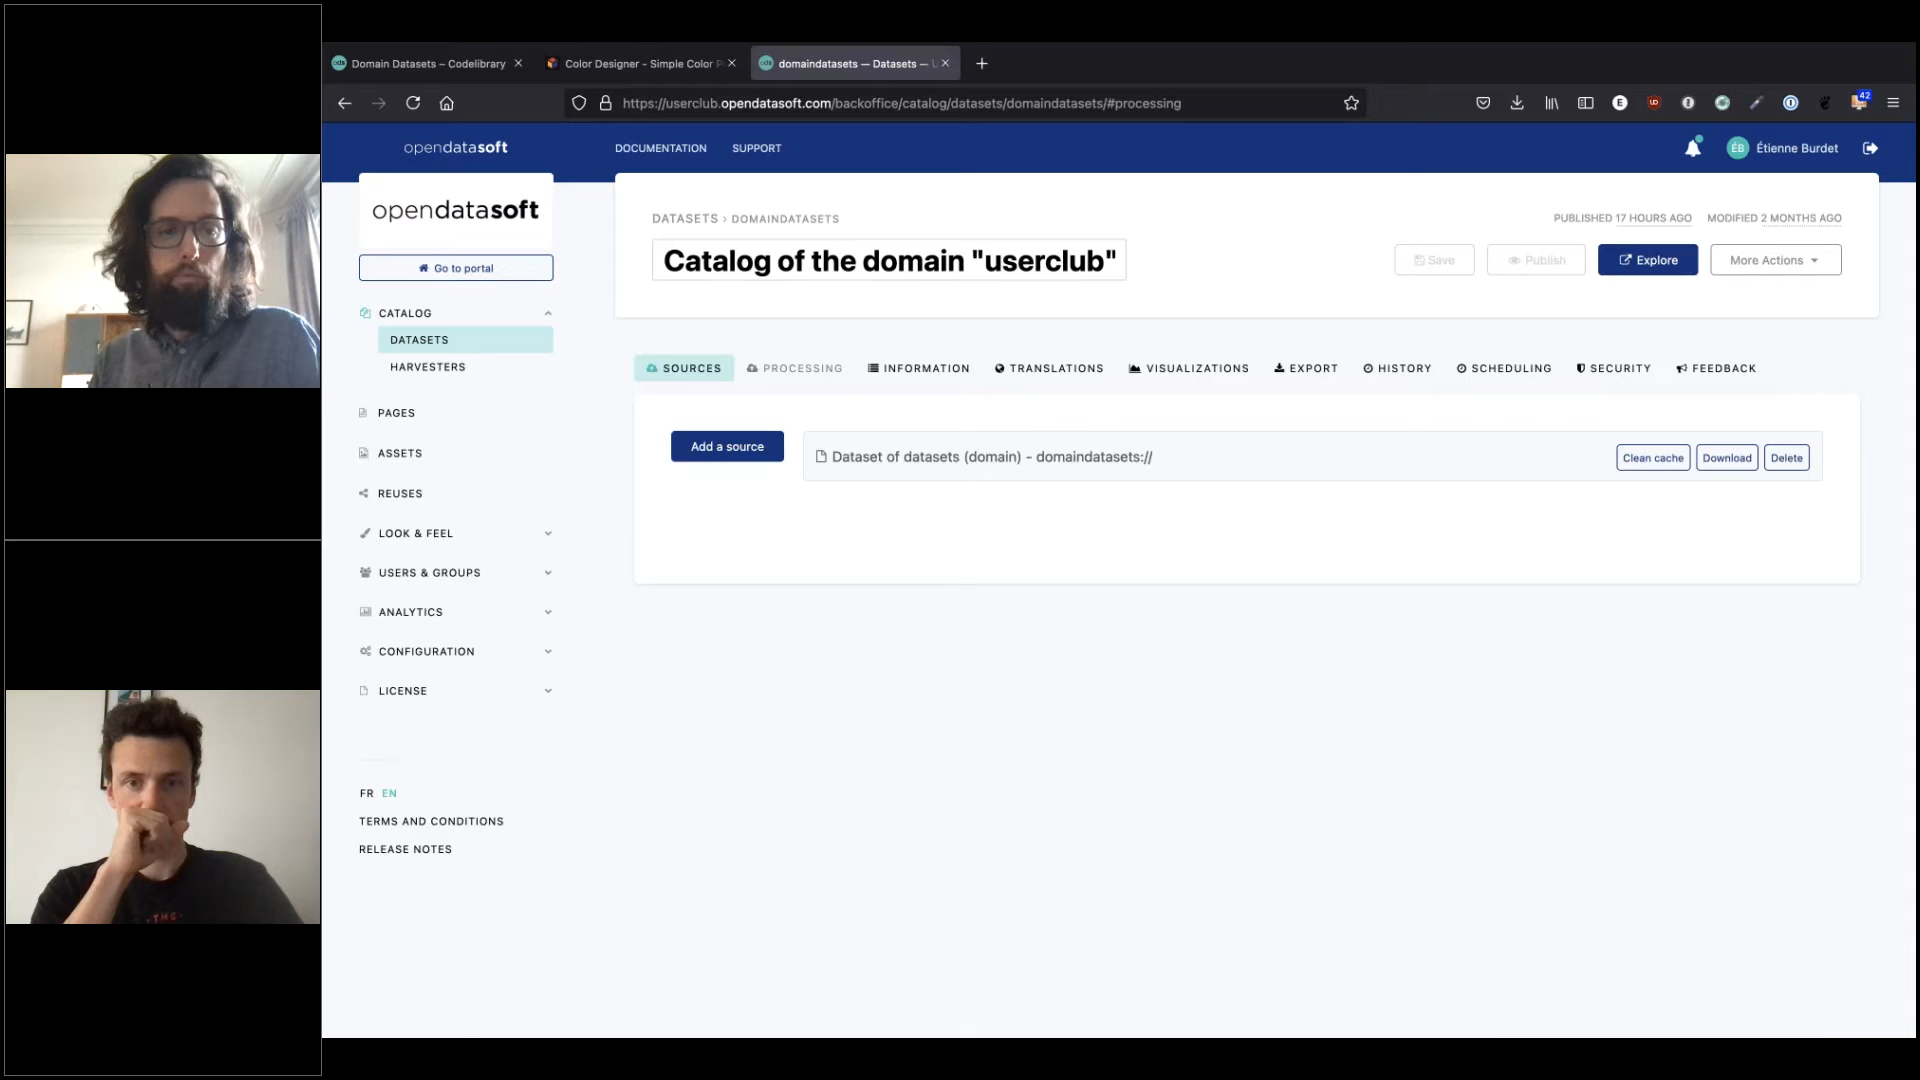 Domain Datasets – Codelibrary
Color Designer - Simple Color P
domaindatasets — Datasets — U
https://userclub.opendatasoft.com/backoffice/catalog/datasets/domaindatasets/#processing
E
42
opendatasoft
DOCUMENTATION
SUPPORT
ÉB
Étienne Burdet
opendatasoft
Go to portal
CATALOG
DATASETS
HARVESTERS
PAGES
ASSETS
REUSES
LOOK & FEEL
USERS & GROUPS
ANALYTICS
CONFIGURATION
LICENSE
FR EN
TERMS AND CONDITIONS
RELEASE NOTES
DATASETS › DOMAINDATASETS
PUBLISHED 17 HOURS AGO
MODIFIED 2 MONTHS AGO
Catalog of the domain "userclub"
Save
Publish
Explore
More Actions
SOURCES
PROCESSING
INFORMATION
TRANSLATIONS
VISUALIZATIONS
EXPORT
HISTORY
SCHEDULING
SECURITY
FEEDBACK
Add a source
Dataset of datasets (domain) - domaindatasets://
Clean cache
Download
Delete
THE